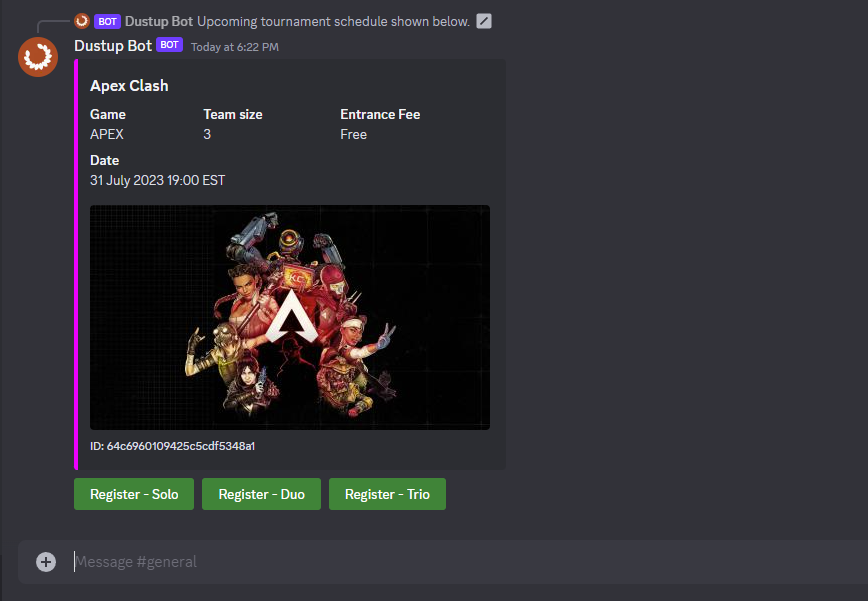 BOT Dustup Bot Upcoming tournament schedule shown below.
Dustup Bot BOT Today at 6:22 PM
Apex Clash
Game Team size Entrance Fee
APEX 3 Free
Date
31 July 2023 19:00 EST
KC
ID: 64c6960109425c5cdf5348a1
Register - Solo Register - Duo Register - Trio
Message #general